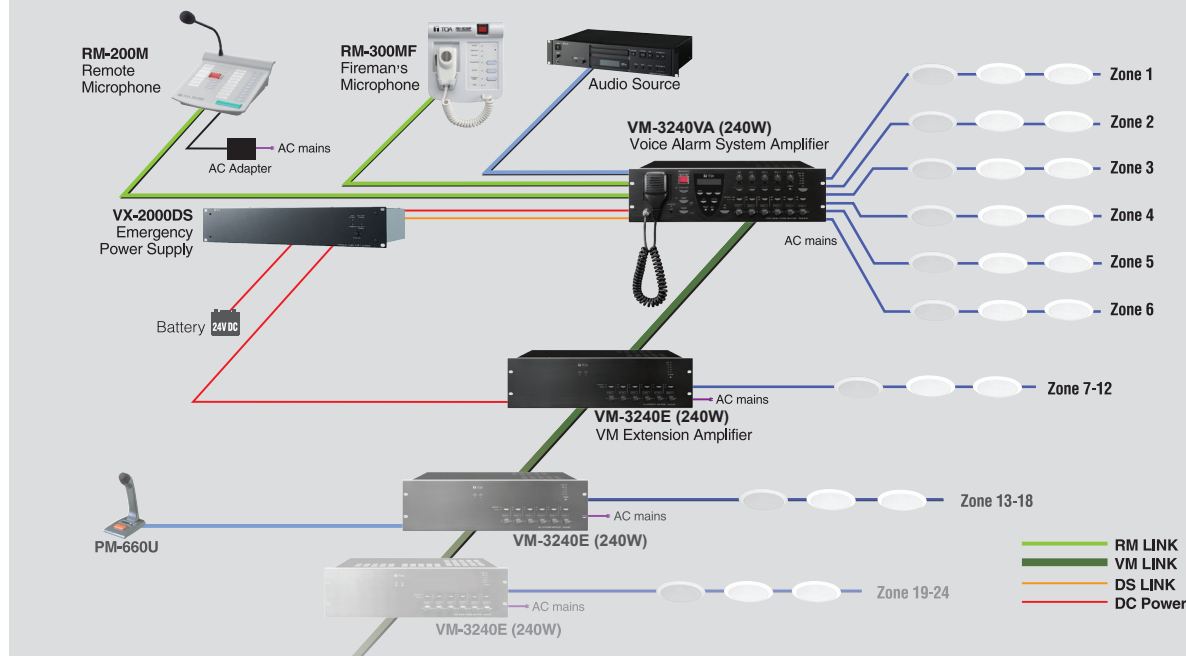 RM-200M
Remote
Microphone
AC Adapter
AC mains
RM-300MF
Fireman's
Microphone
TOA
Audio Source
VM-3240VA (240W)
Voice Alarm System Amplifier
AC mains
Zone 1
Zone 2
Zone 3
Zone 4
Zone 5
Zone 6
VX-2000DS
Emergency
Power Supply
Battery
24V DC
AC mains
VM-3240E (240W)
VM Extension Amplifier
Zone 7-12
PM-660U
AC mains
VM-3240E (240W)
Zone 13-18
AC mains
VM-3240E (240W)
Zone 19-24
RM LINK
VM LINK
DS LINK
DC Power